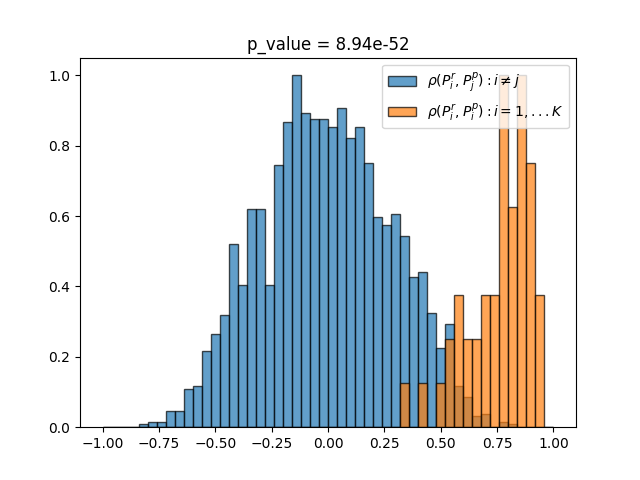 p_value = 8.94e-52
ρ(P_i^r, P_j^p) : i ≠ j
ρ(P_i^r, P_i^p) : i = 1, ... K
1.0
0.8
0.6
0.4
0.2
0.0
−1.00 −0.75 −0.50 −0.25 0.00 0.25 0.50 0.75 1.00